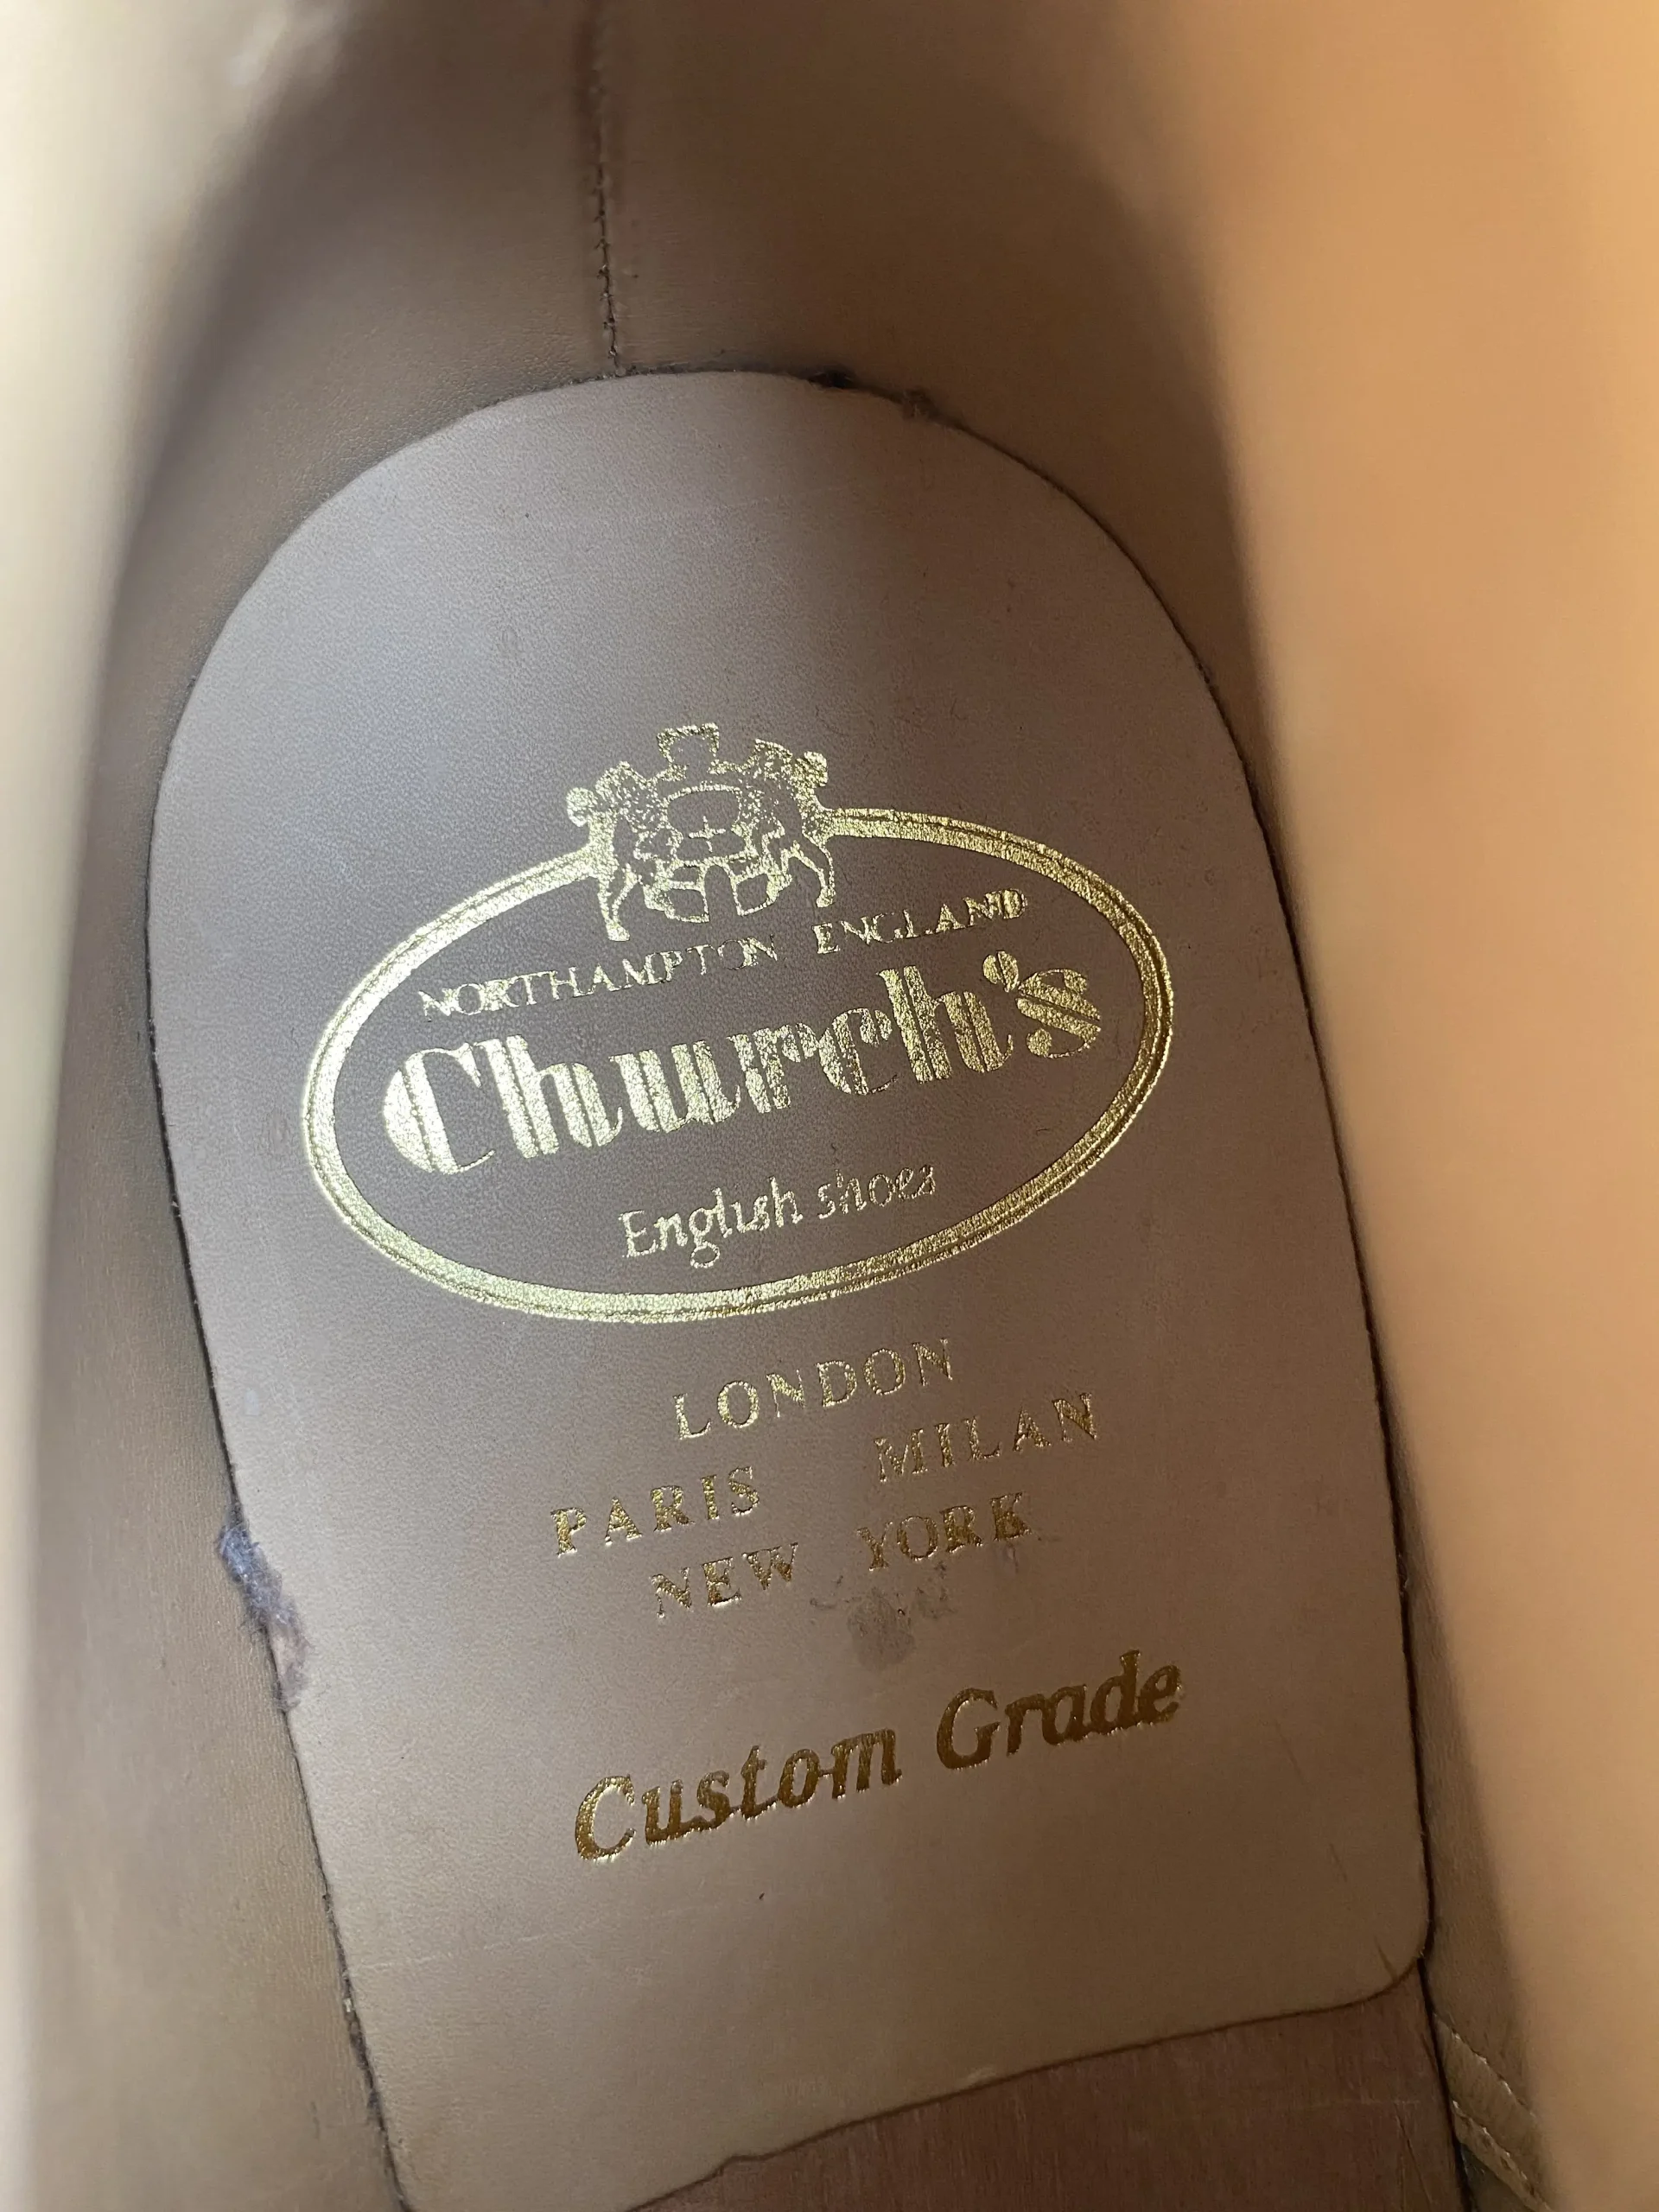 NORTHAMPTON ENGLAND
Church's
English shoes
LONDON
PARIS MILAN
NEW YORK
Custom Grade